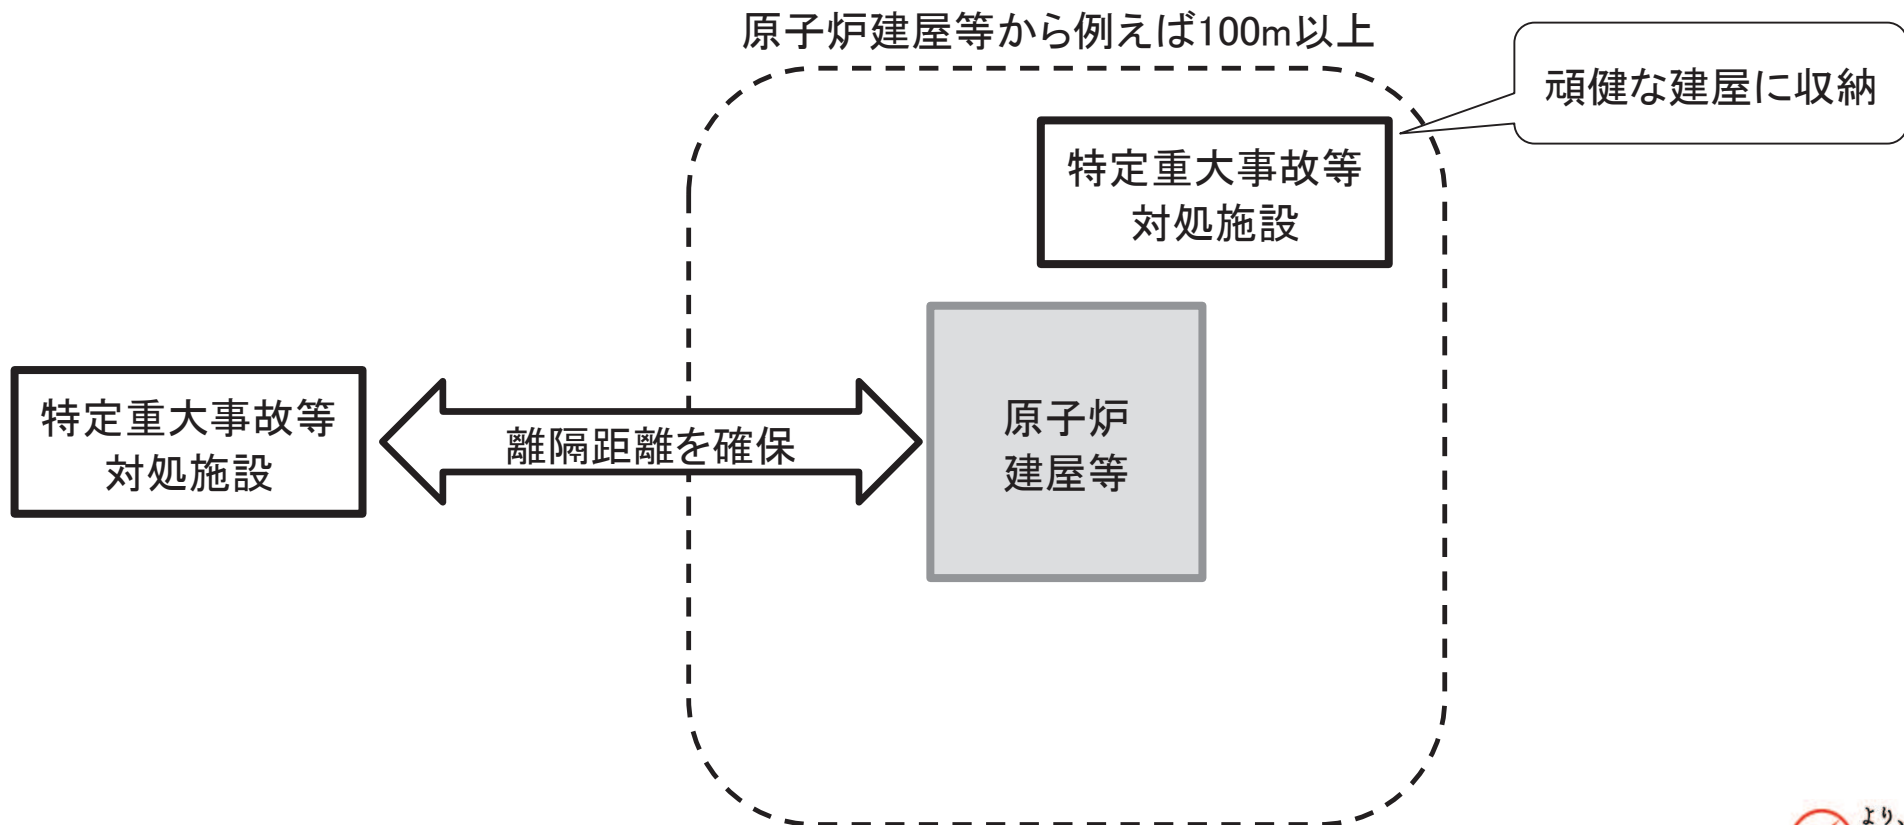 原子炉建屋等から例えば100m以上
頑健な建屋に収納
特定重大事故等
対処施設
特定重大事故等
対処施設
離隔距離を確保
原子炉
建屋等